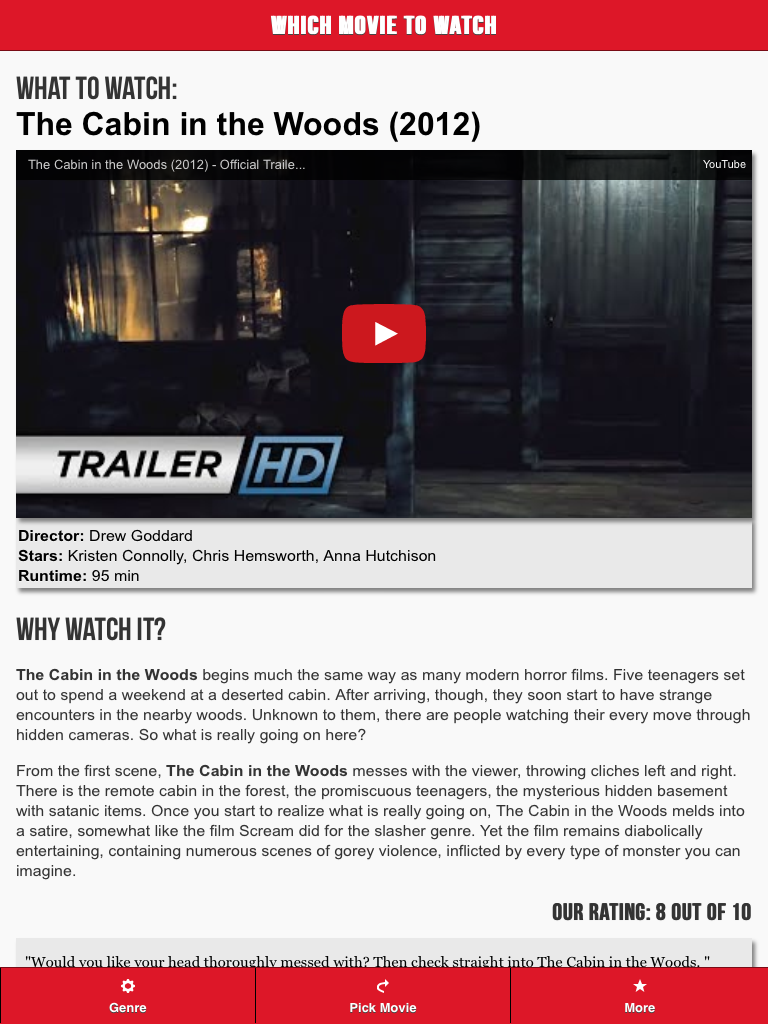 WHICH MOVIE TO WATCH
WHAT TO WATCH:
The Cabin in the Woods (2012)
The Cabin in the Woods (2012) - Official Traile...
YouTube
TRAILER HD
Director: Drew Goddard
Stars: Kristen Connolly, Chris Hemsworth, Anna Hutchison
Runtime: 95 min
WHY WATCH IT?
The Cabin in the Woods begins much the same way as many modern horror films. Five teenagers set
out to spend a weekend at a deserted cabin. After arriving, though, they soon start to have strange
encounters in the nearby woods. Unknown to them, there are people watching their every move through
hidden cameras. So what is really going on here?
From the first scene, The Cabin in the Woods messes with the viewer, throwing cliches left and right.
There is the remote cabin in the forest, the promiscuous teenagers, the mysterious hidden basement
with satanic items. Once you start to realize what is really going on, The Cabin in the Woods melds into
a satire, somewhat like the film Scream did for the slasher genre. Yet the film remains diabolically
entertaining, containing numerous scenes of gorey violence, inflicted by every type of monster you can
imagine.
OUR RATING: 8 OUT OF 10
"Would you like your head thoroughly messed with? Then check straight into The Cabin in the Woods. "
Genre
Pick Movie
More